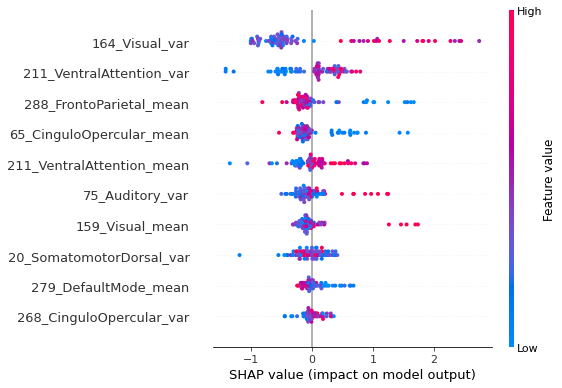 High
164_Visual_var
211_VentralAttention_var
288_FrontoParietal_mean
65_CinguloOpercular_mean
211_VentralAttention_mean
75_Auditory_var
159_Visual_mean
20_SomatomotorDorsal_var
279_DefaultMode_mean
268_CinguloOpercular_var
Feature value
Low
−1 0 1 2
SHAP value (impact on model output)